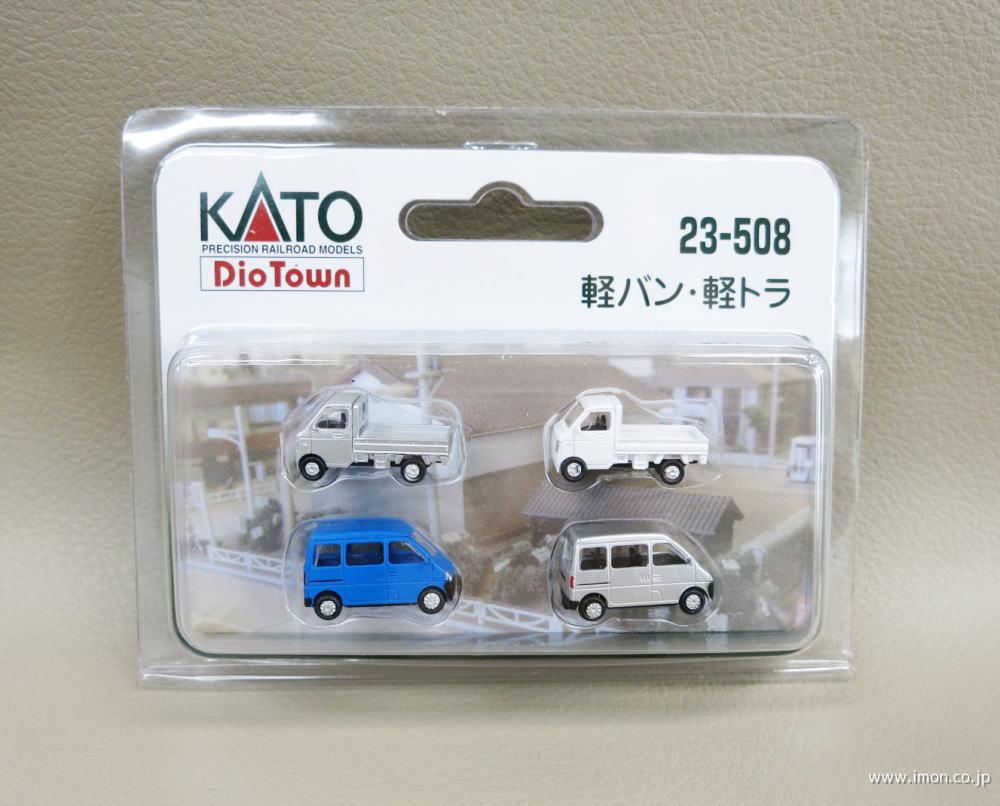 KATO
PRECISION RAILROAD MODELS
DioTown
23-508
軽バン・軽トラ
www.imon.co.jp